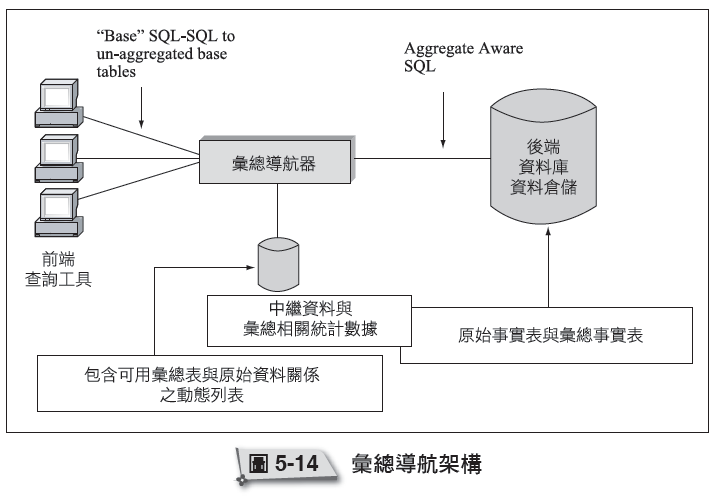 “Base” SQL-SQL to
un-aggregated base
tables
Aggregate Aware
SQL
彙總導航器
後端
資料庫
資料倉儲
前端
查詢工具
中繼資料與
彙總相關統計數據
原始事實表與彙總事實表
包含可用彙總表與原始資料關係
之動態列表
圖 5-14 彙總導航架構